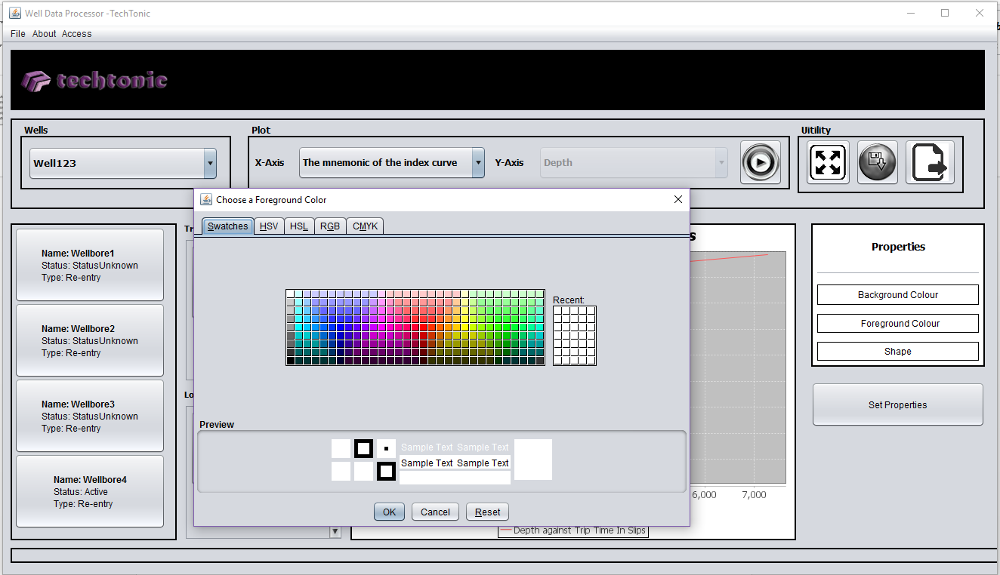 Well Data Processor -TechTonic
File About Access
techtonic
Wells
Plot
Uitility
Well123
X-Axis
The mnemonic of the index curve
Y-Axis
Depth
Choose a Foreground Color
Swatches HSV HSL RGB CMYK
Recent:
Preview
Sample Text Sample Text
Sample Text Sample Text
OK Cancel Reset
Name: Wellbore1
Status: StatusUnknown
Type: Re-entry
Name: Wellbore2
Status: StatusUnknown
Type: Re-entry
Name: Wellbore3
Status: StatusUnknown
Type: Re-entry
Name: Wellbore4
Status: Active
Type: Re-entry
Tr
Lo
s
6,000 7,000
Depth against Trip Time In Slips
Properties
Background Colour
Foreground Colour
Shape
Set Properties